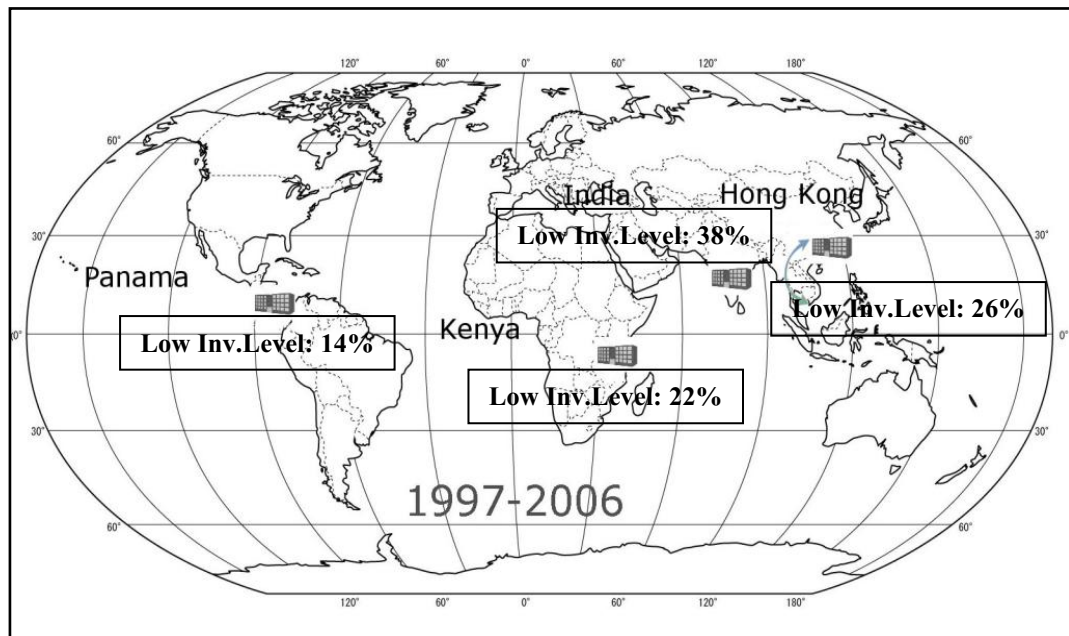 120° 60° 0° 60° 120° 180°
60° 60°
India Hong Kong
Low Inv.Level: 38%
30° 30°
Panama
Low Inv.Level: 26%
Kenya
0° 0°
Low Inv.Level: 14%
Low Inv.Level: 22%
30° 30°
1997-2006
60° 60°
120° 60° 0° 60° 120° 180°